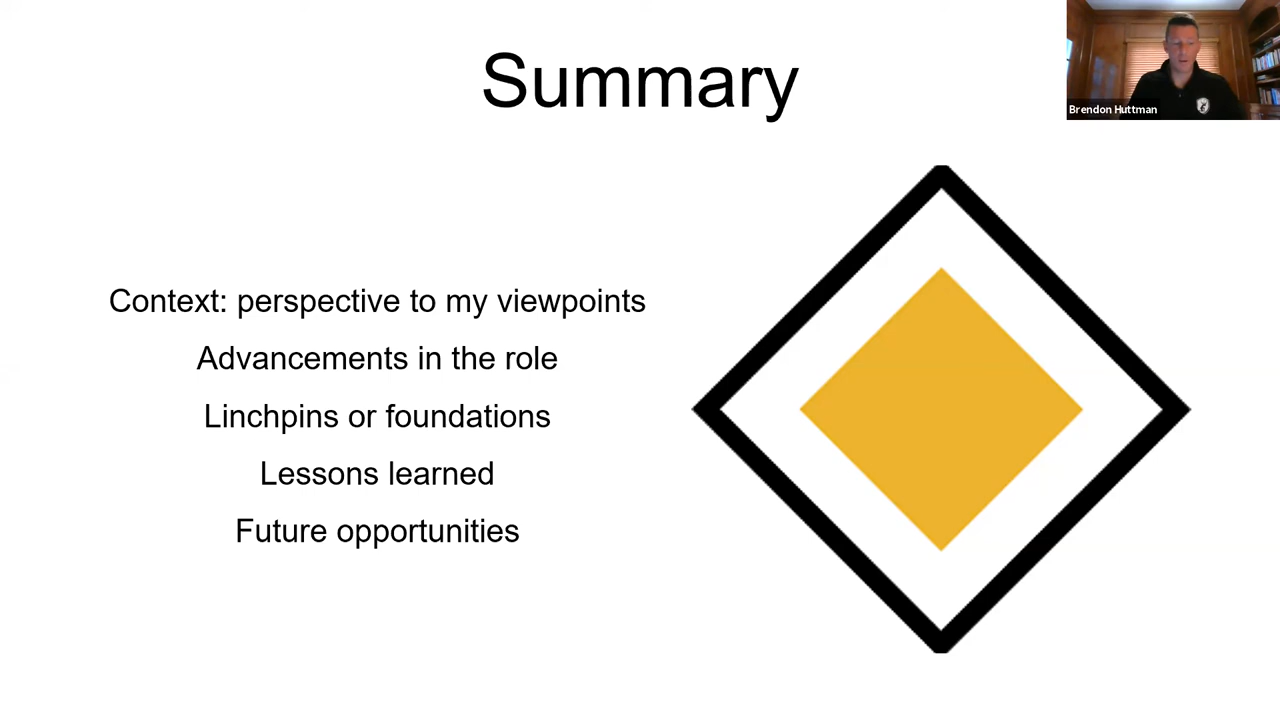 Summary
Brendon Huttman
Context: perspective to my viewpoints
Advancements in the role
Linchpins or foundations
Lessons learned
Future opportunities